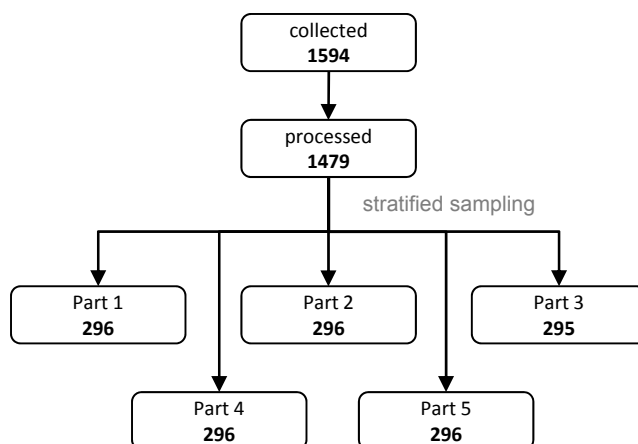 collected
1594
processed
1479
stratified sampling
Part 1
296
Part 2
296
Part 3
295
Part 4
296
Part 5
296